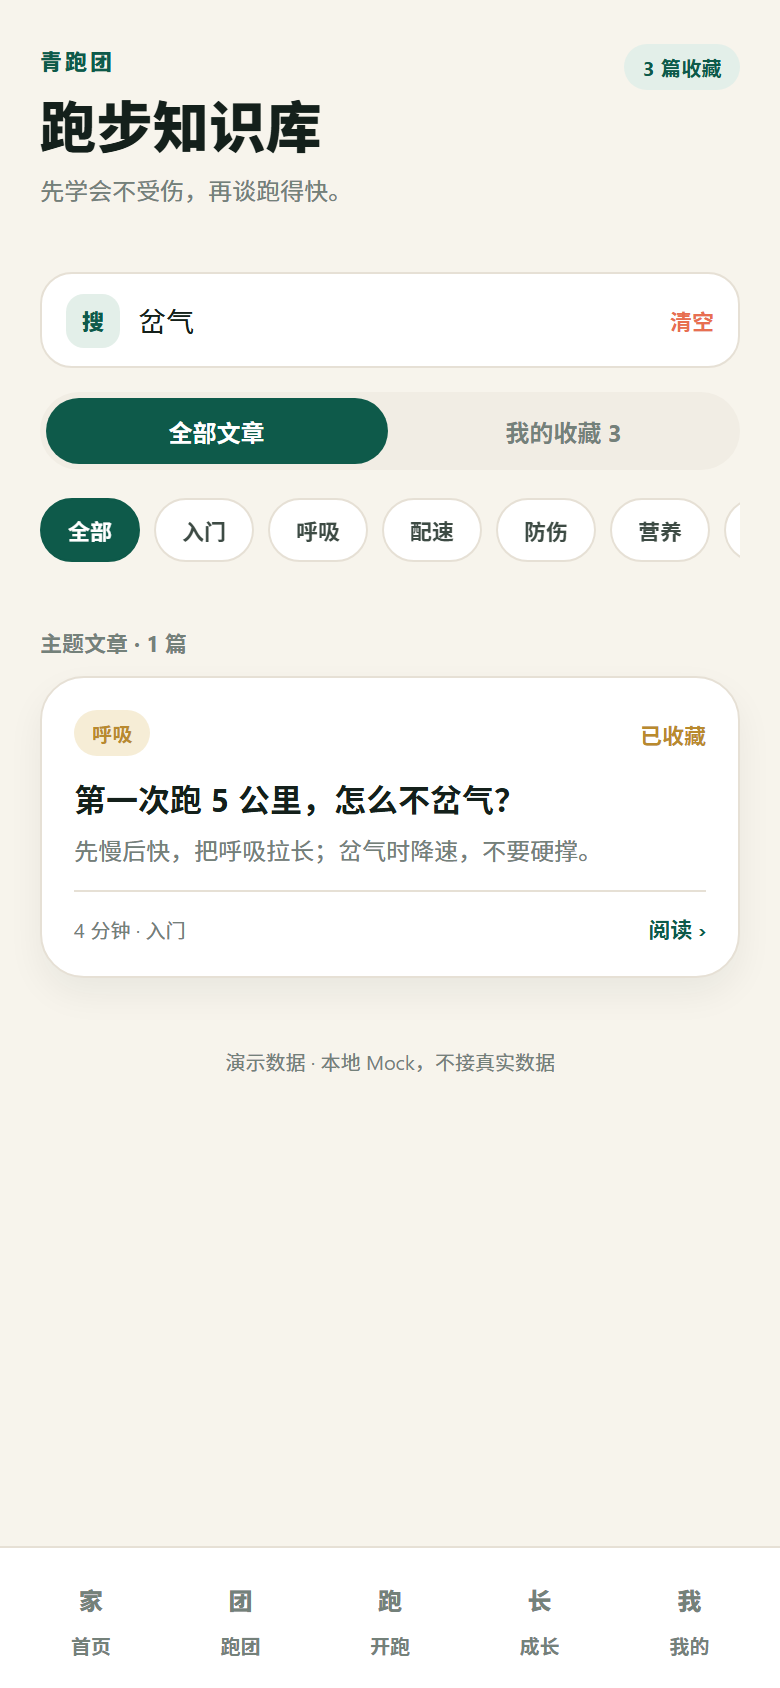 青跑团
3 篇收藏
跑步知识库
先学会不受伤，再谈跑得快。
搜 岔气 清空
全部文章 我的收藏 3
全部 入门 呼吸 配速 防伤 营养
主题文章 · 1 篇
呼吸 已收藏
第一次跑 5 公里，怎么不岔气？
先慢后快，把呼吸拉长；岔气时降速，不要硬撑。
4 分钟 · 入门 阅读 ›
演示数据 · 本地 Mock，不接真实数据
家 团 跑 长 我
首页 跑团 开跑 成长 我的